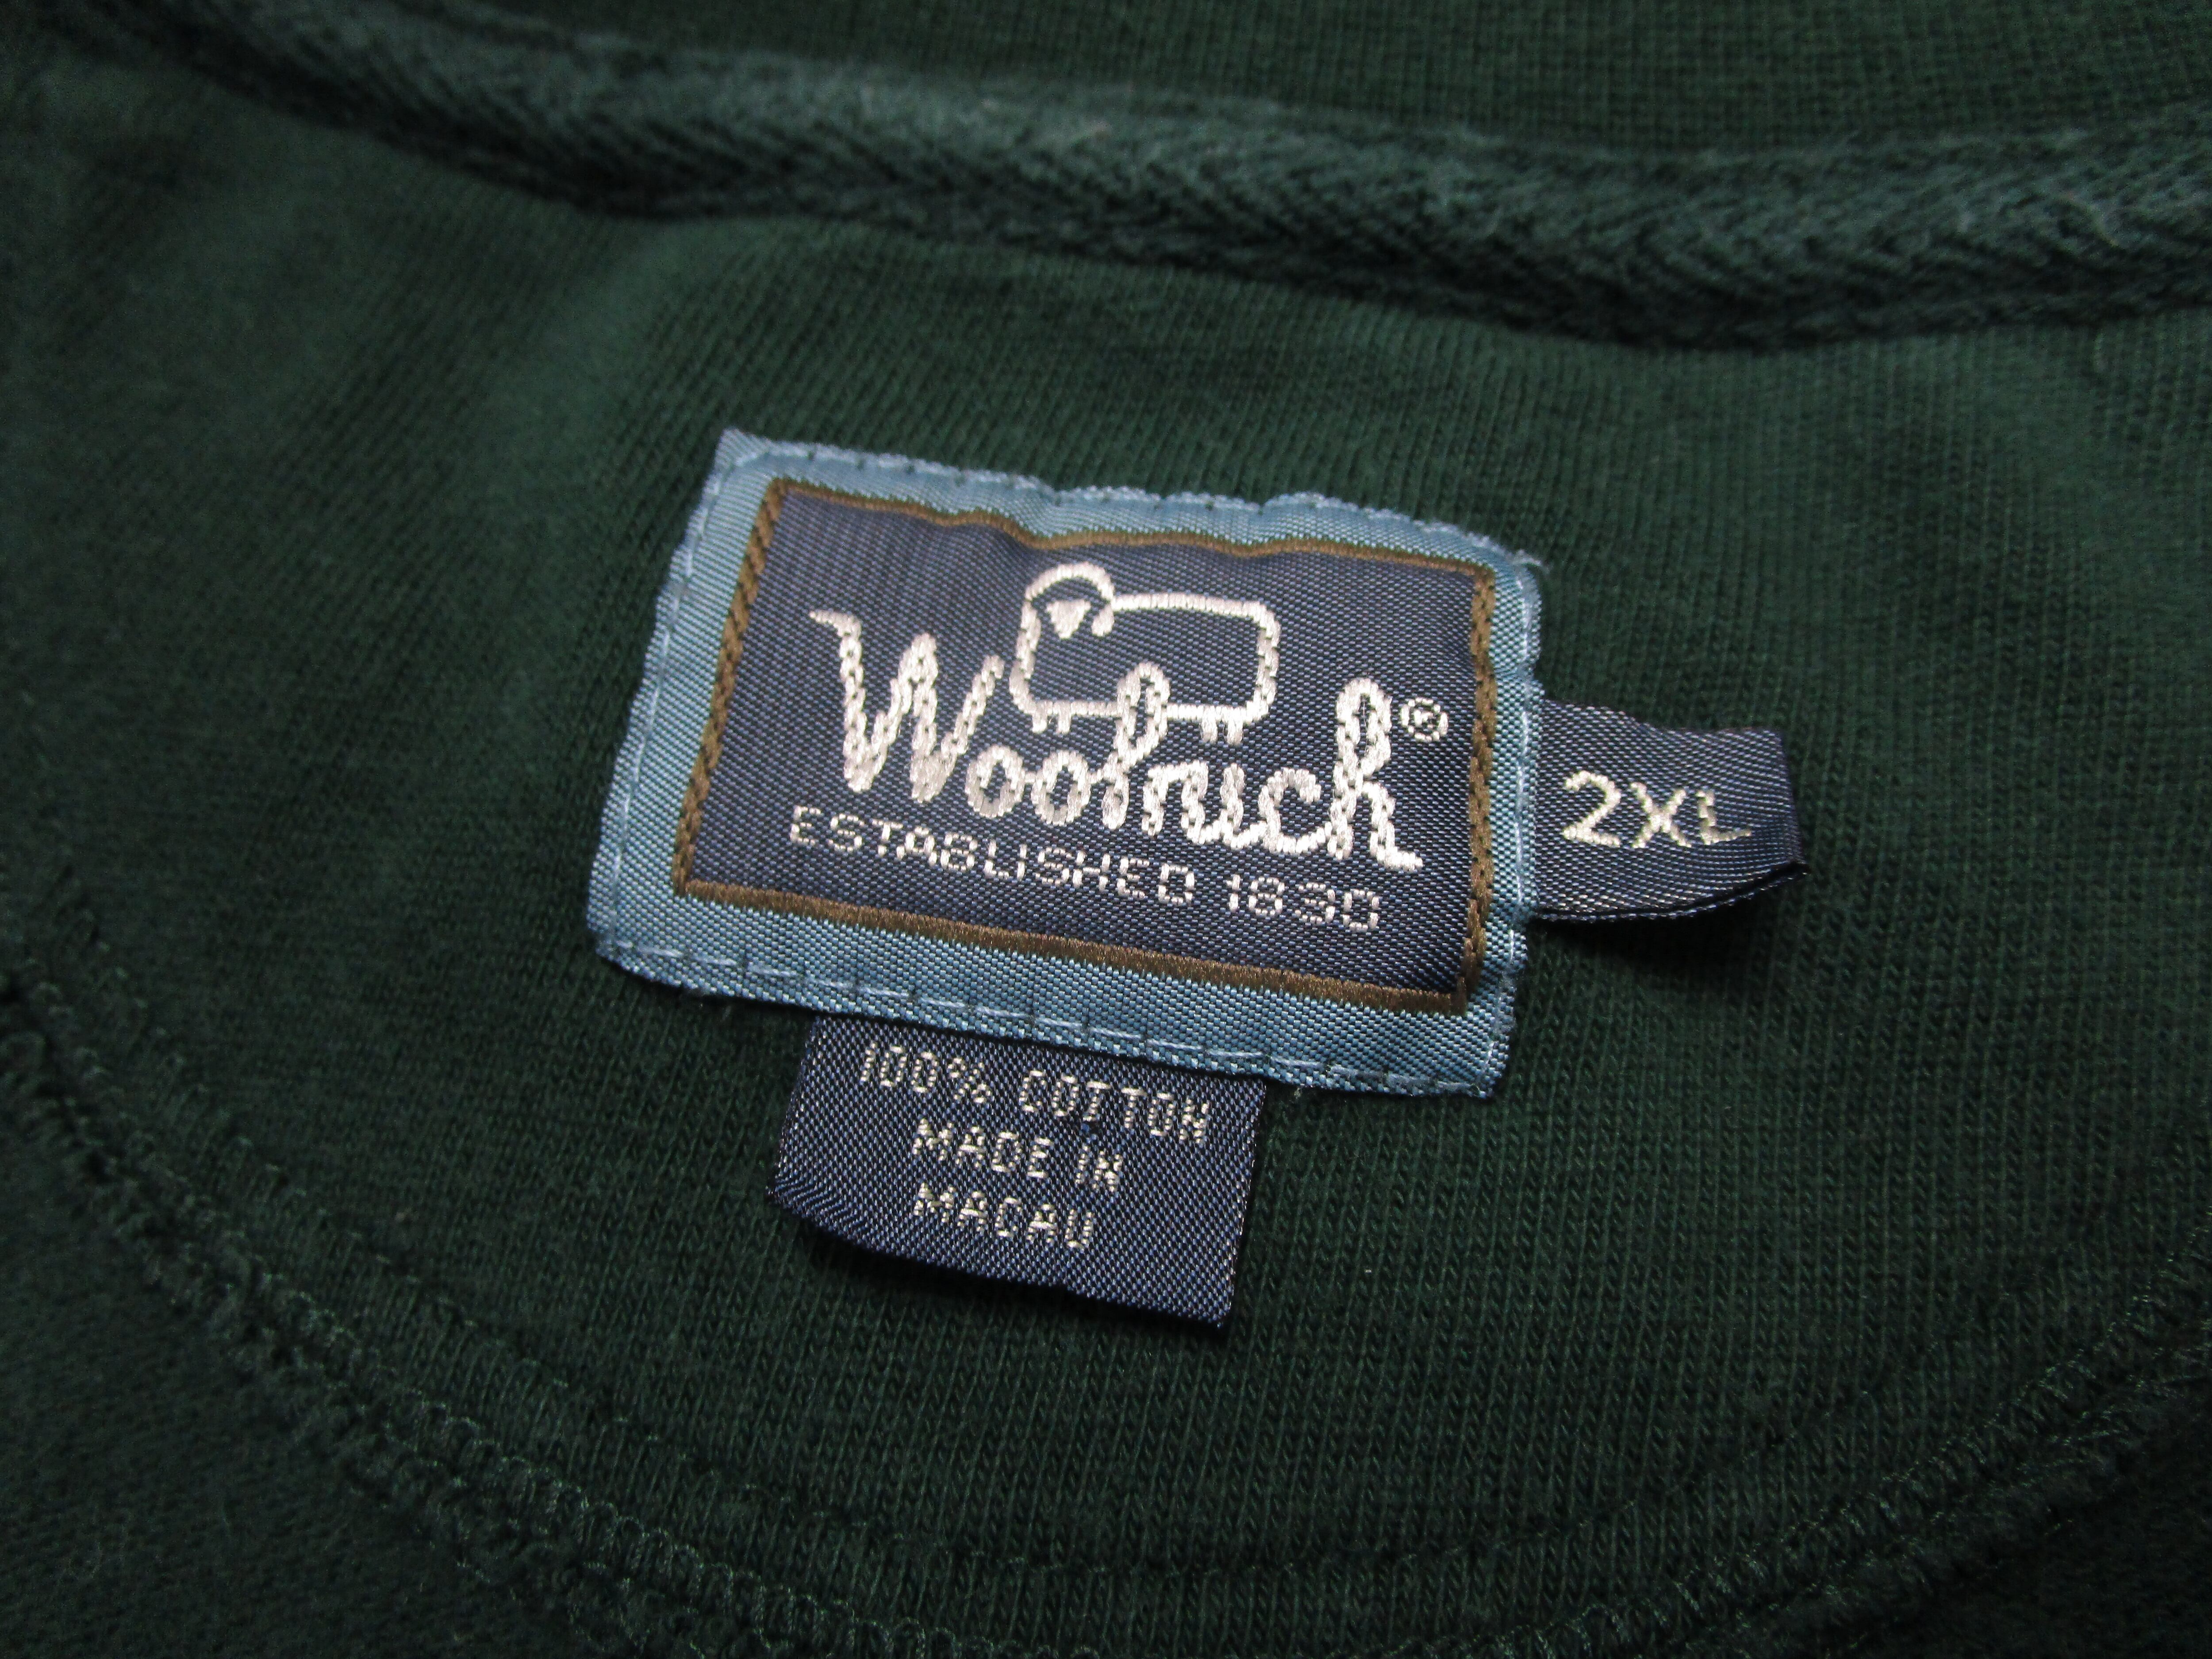 Woolrich®
ESTABLISHED 1830
2XL
100% COTTON
MADE IN
MACAU